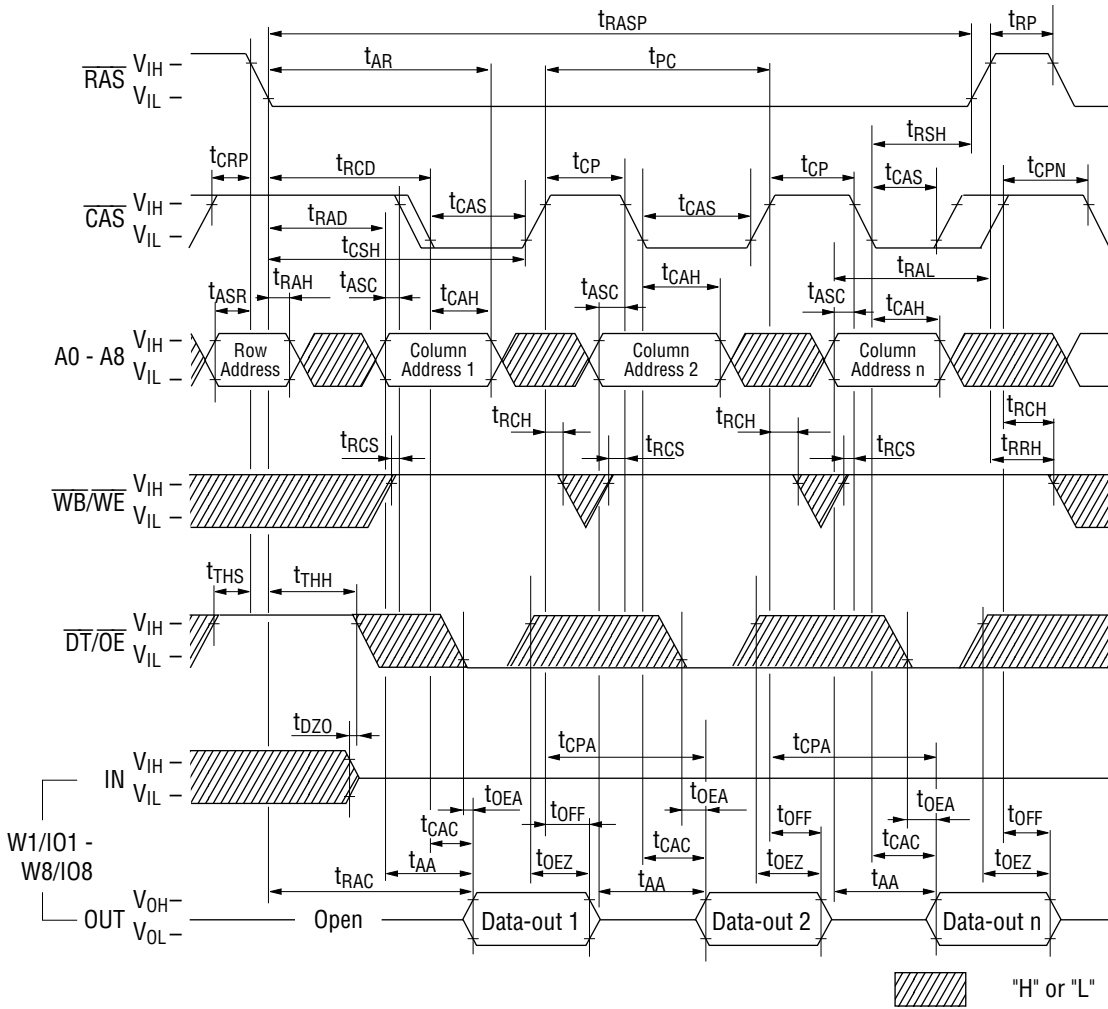 tRASP tRP
tAR tPC
RAS VIH
VIL
tRSH
tCRP tRCD tCP tCP tCAS tCPN
CAS VIH
VIL
tCAS tCAS
tRAD
tCSH
tRAL
tASR tRAH tASC tCAH tASC tCAH tASC tCAH
A0 - A8 VIH
VIL
Row Address Column Address 1 Column Address 2 Column Address n
tRCH tRCH tRCH
tRCS tRCS tRCS tRRH
WB/WE VIH
VIL
tTHS tTHH
DT/OE VIH
VIL
tDZO
tCPA tCPA
IN VIH
VIL
tOEA tOFF tOEA tOFF tOEA tOFF
W1/IO1 -
W8/IO8
tCAC tCAC tCAC
tAA tOEZ tAA tOEZ tAA tOEZ
tRAC
OUT VOH
VOL
Open Data-out 1 Data-out 2 Data-out n
"H" or "L"